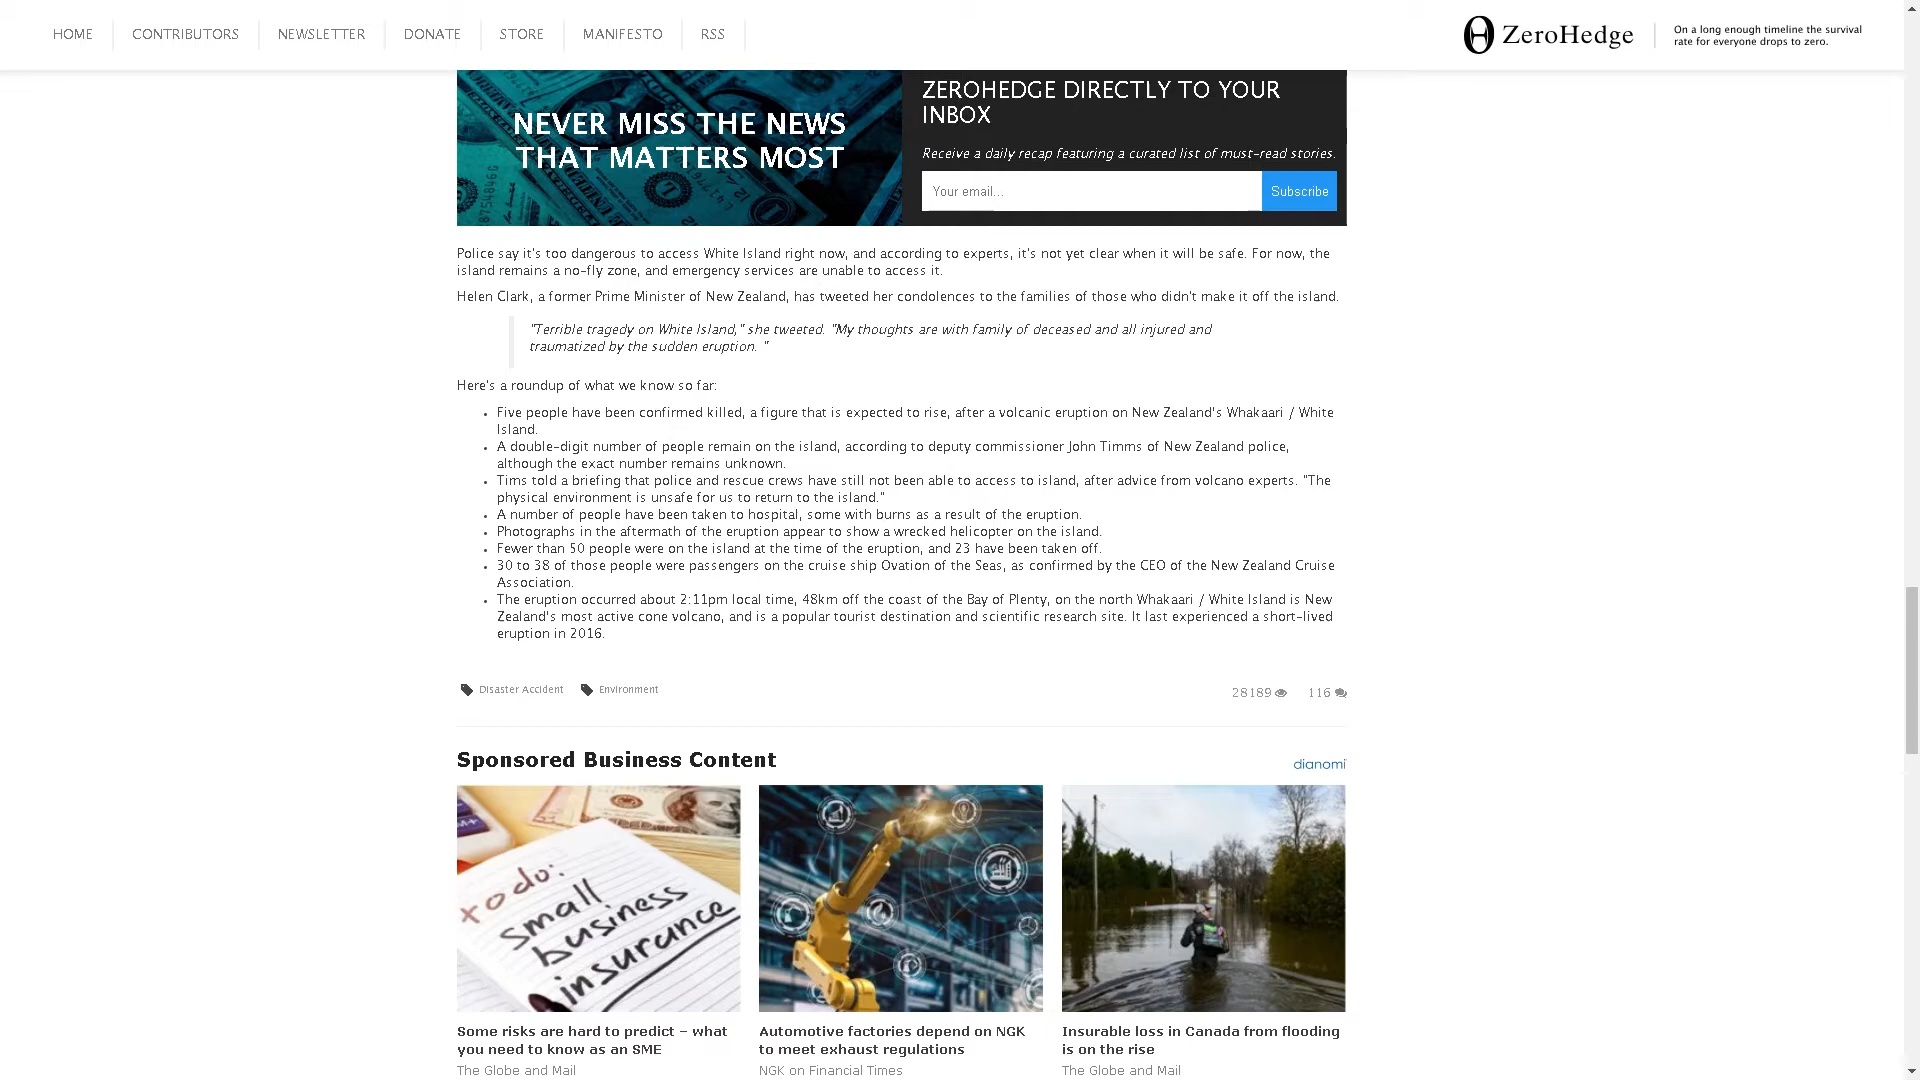 HOME
CONTRIBUTORS
NEWSLETTER
DONATE
STORE
MANIFESTO
RSS
ZeroHedge
On a long enough timeline the survival
rate for everyone drops to zero.
NEVER MISS THE NEWS
THAT MATTERS MOST
ZEROHEDGE DIRECTLY TO YOUR
INBOX
Receive a daily recap featuring a curated list of must-read stories.
Your email...
Subscribe
Police say it's too dangerous to access White Island right now, and according to experts, it's not yet clear when it will be safe. For now, the
island remains a no-fly zone, and emergency services are unable to access it.
Helen Clark, a former Prime Minister of New Zealand, has tweeted her condolences to the families of those who didn't make it off the island.
"Terrible tragedy on White Island," she tweeted. "My thoughts are with family of deceased and all injured and
traumatized by the sudden eruption. "
Here's a roundup of what we know so far:
Five people have been confirmed killed, a figure that is expected to rise, after a volcanic eruption on New Zealand's Whakaari / White
Island.
A double-digit number of people remain on the island, according to deputy commissioner John Timms of New Zealand police,
although the exact number remains unknown.
Tims told a briefing that police and rescue crews have still not been able to access to island, after advice from volcano experts. "The
physical environment is unsafe for us to return to the island."
A number of people have been taken to hospital, some with burns as a result of the eruption.
Photographs in the aftermath of the eruption appear to show a wrecked helicopter on the island.
Fewer than 50 people were on the island at the time of the eruption, and 23 have been taken off.
30 to 38 of those people were passengers on the cruise ship Ovation of the Seas, as confirmed by the CEO of the New Zealand Cruise
Association.
The eruption occurred about 2:11pm local time, 48km off the coast of the Bay of Plenty, on the north Whakaari / White Island is New
Zealand's most active cone volcano, and is a popular tourist destination and scientific research site. It last experienced a short-lived
eruption in 2016.
Disaster Accident
Environment
28189
116
Sponsored Business Content
dianomi
to do:
small
business
insurance
Some risks are hard to predict – what
you need to know as an SME
The Globe and Mail
Automotive factories depend on NGK
to meet exhaust regulations
NGK on Financial Times
Insurable loss in Canada from flooding
is on the rise
The Globe and Mail